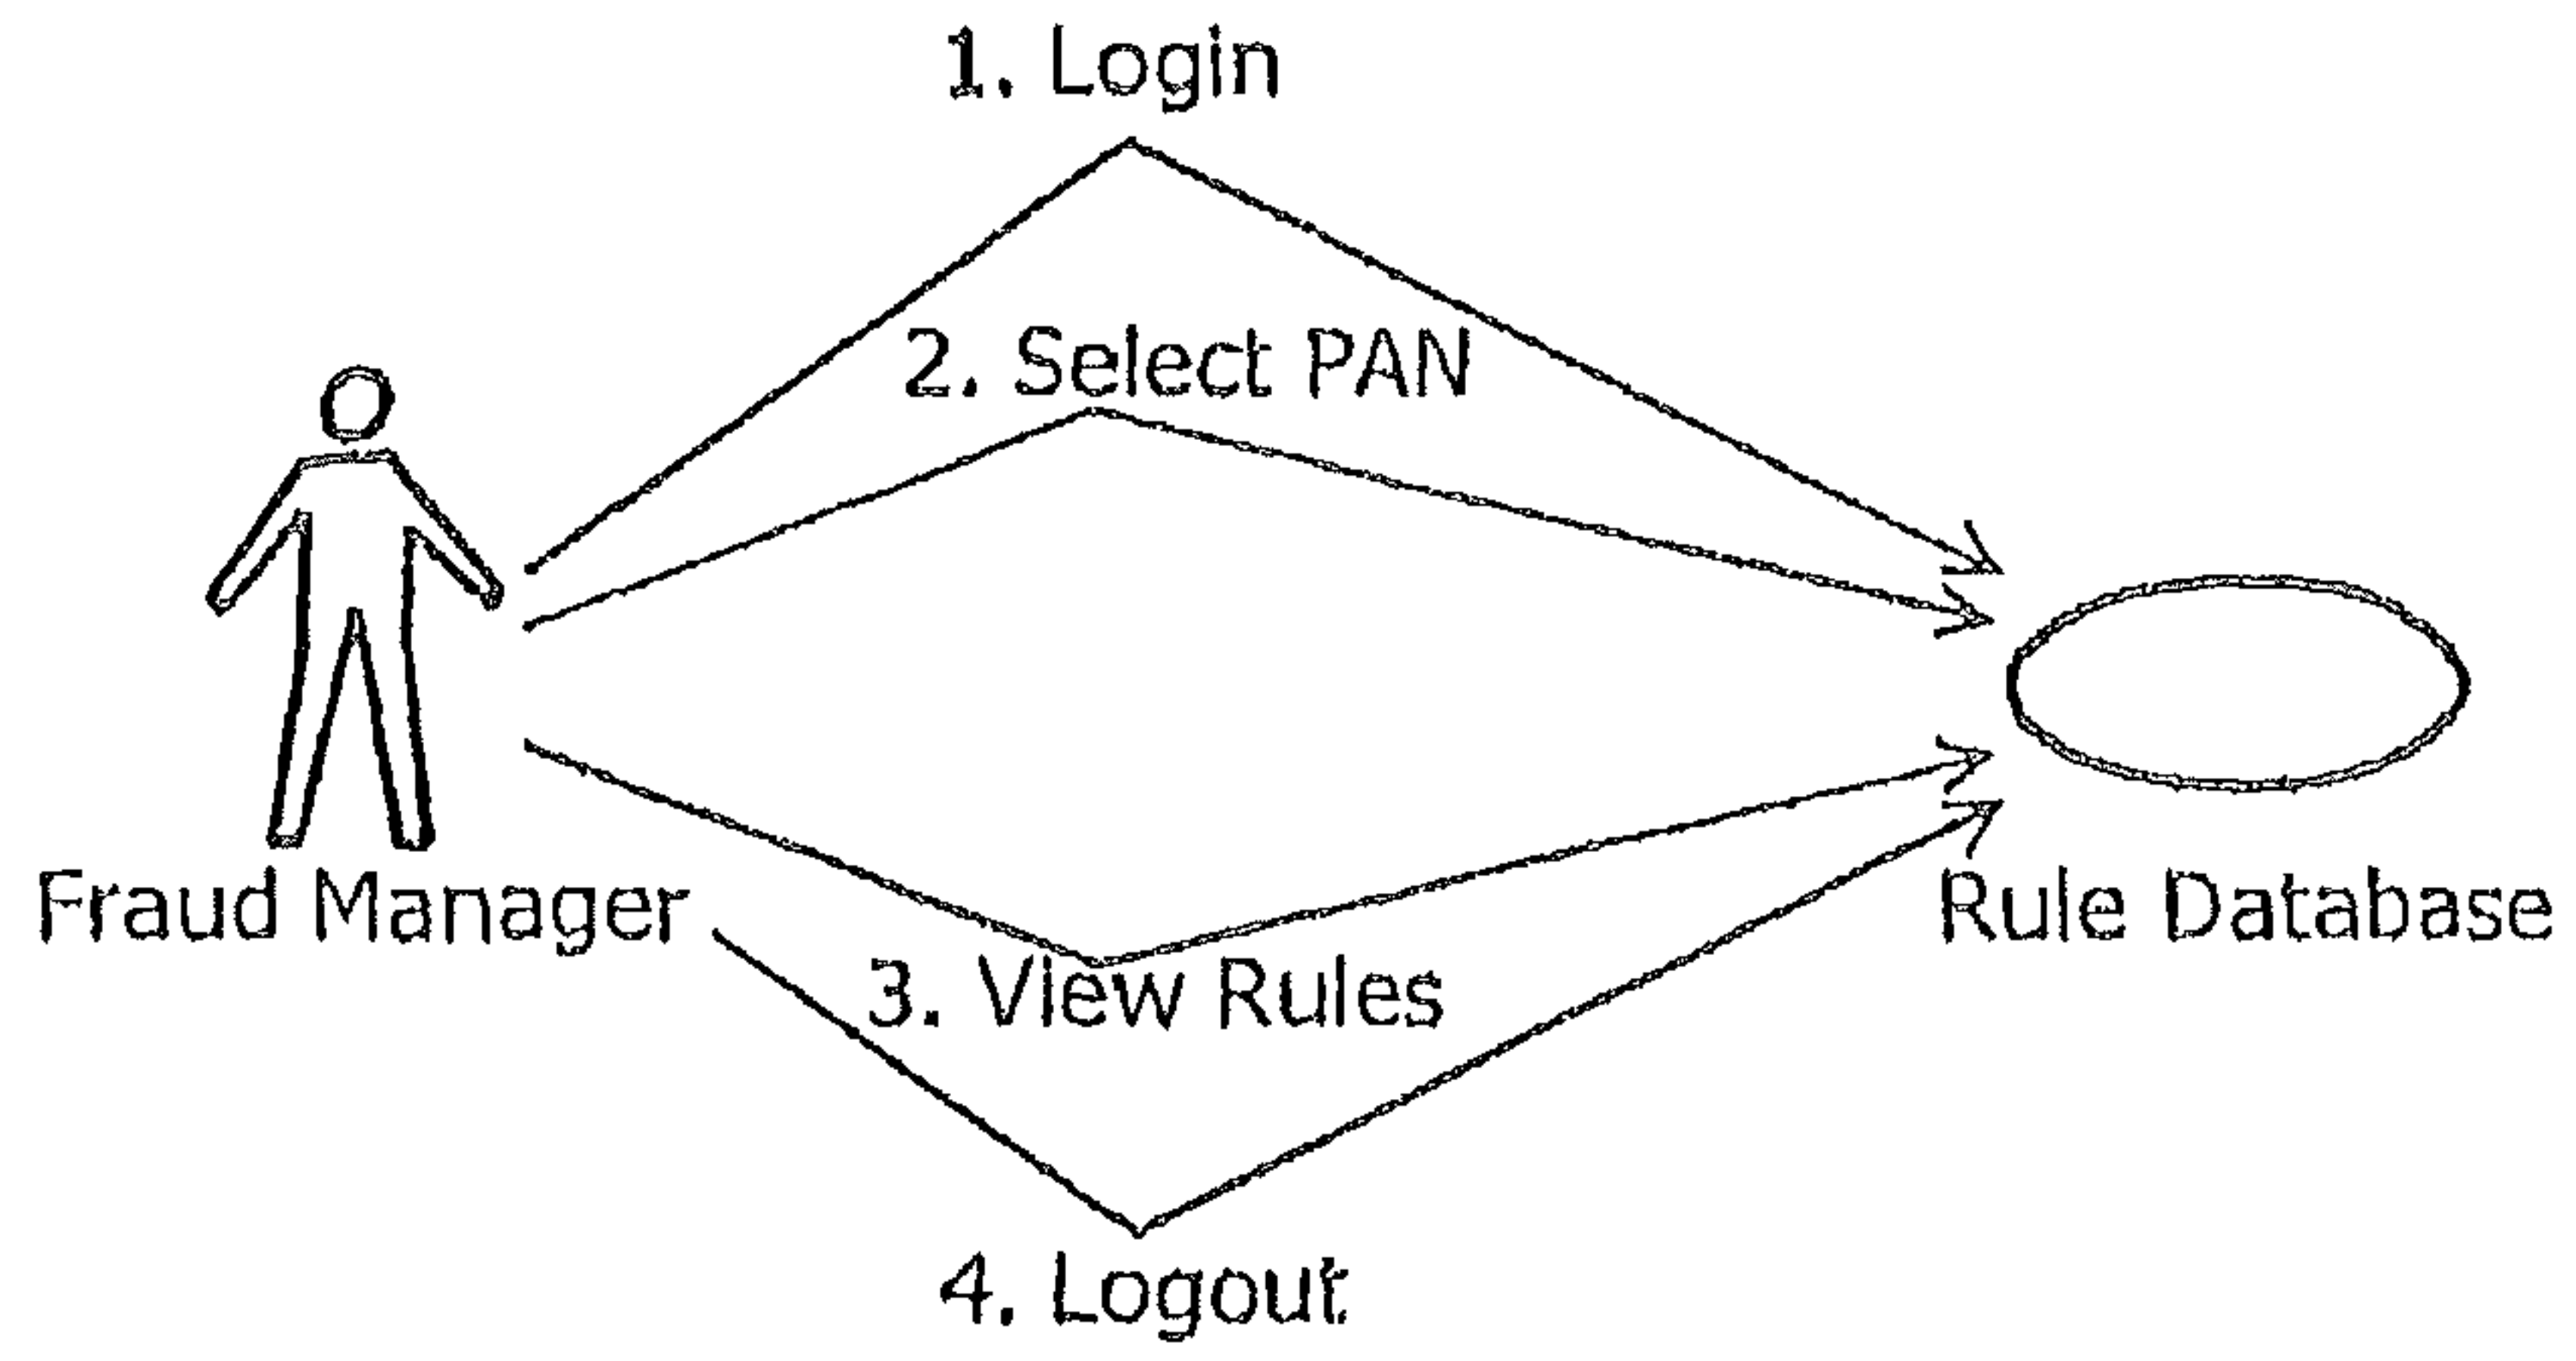 1. Login
2. Select PAN
Fraud Manager
Rule Database
3. View Rules
4. Logout